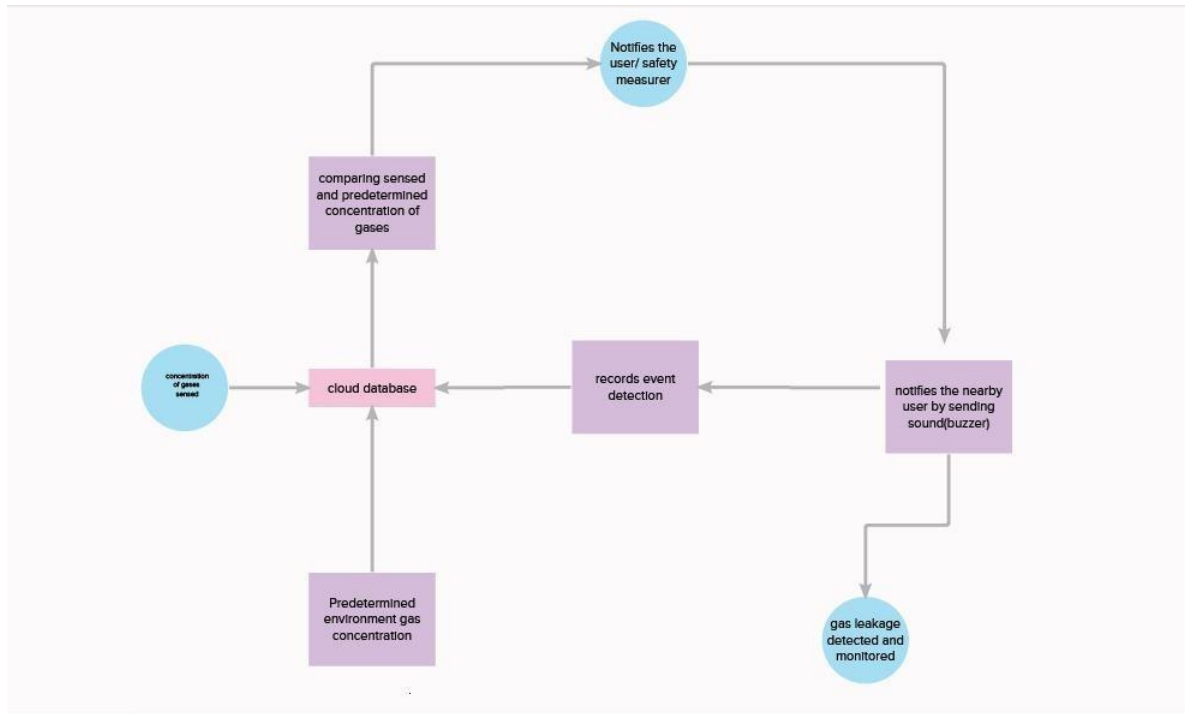 Notifies the
user/ safety
measurer
comparing sensed
and predetermined
concentration of
gases
concentration
of gases
sensed
cloud database
records event
detection
notifies the nearby
user by sending
sound(buzzer)
Predetermined
environment gas
concentration
gas leakage
detected and
monitored